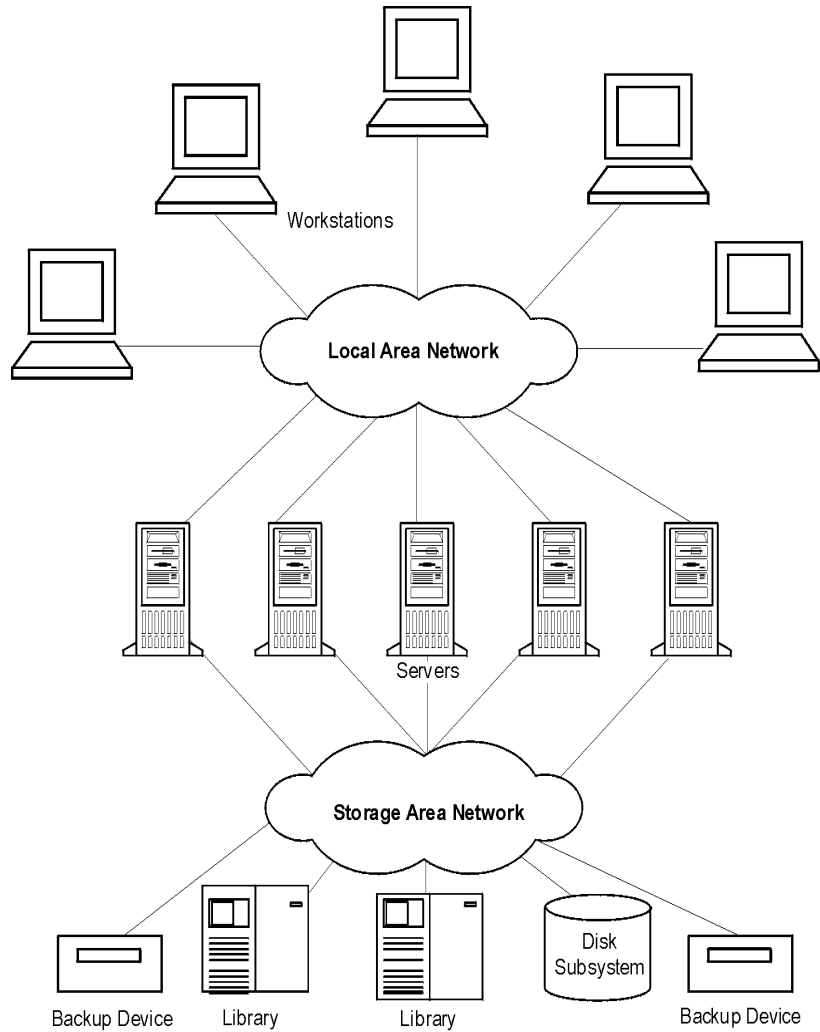 Workstations
Local Area Network
Servers
Storage Area Network
Disk
Subsystem
Backup Device
Library
Library
Backup Device